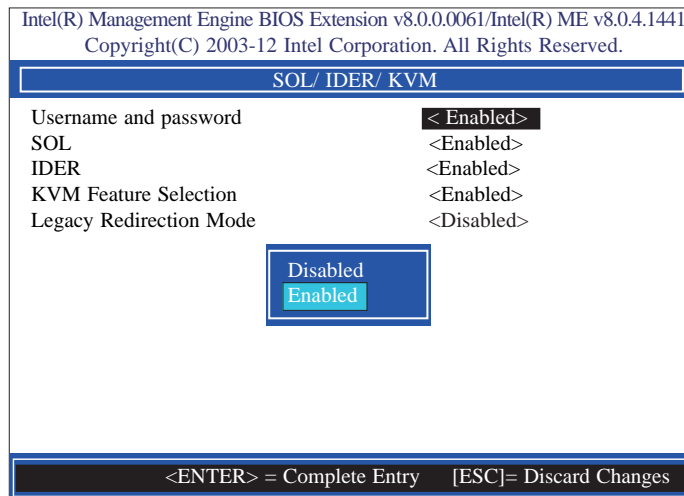 Intel(R) Management Engine BIOS Extension v8.0.0.0061/Intel(R) ME v8.0.4.1441
Copyright(C) 2003-12 Intel Corporation. All Rights Reserved.
SOL/ IDER/ KVM
Username and password < Enabled>
SOL <Enabled>
IDER <Enabled>
KVM Feature Selection <Enabled>
Legacy Redirection Mode <Disabled>
Disabled
Enabled
<ENTER> = Complete Entry [ESC]= Discard Changes